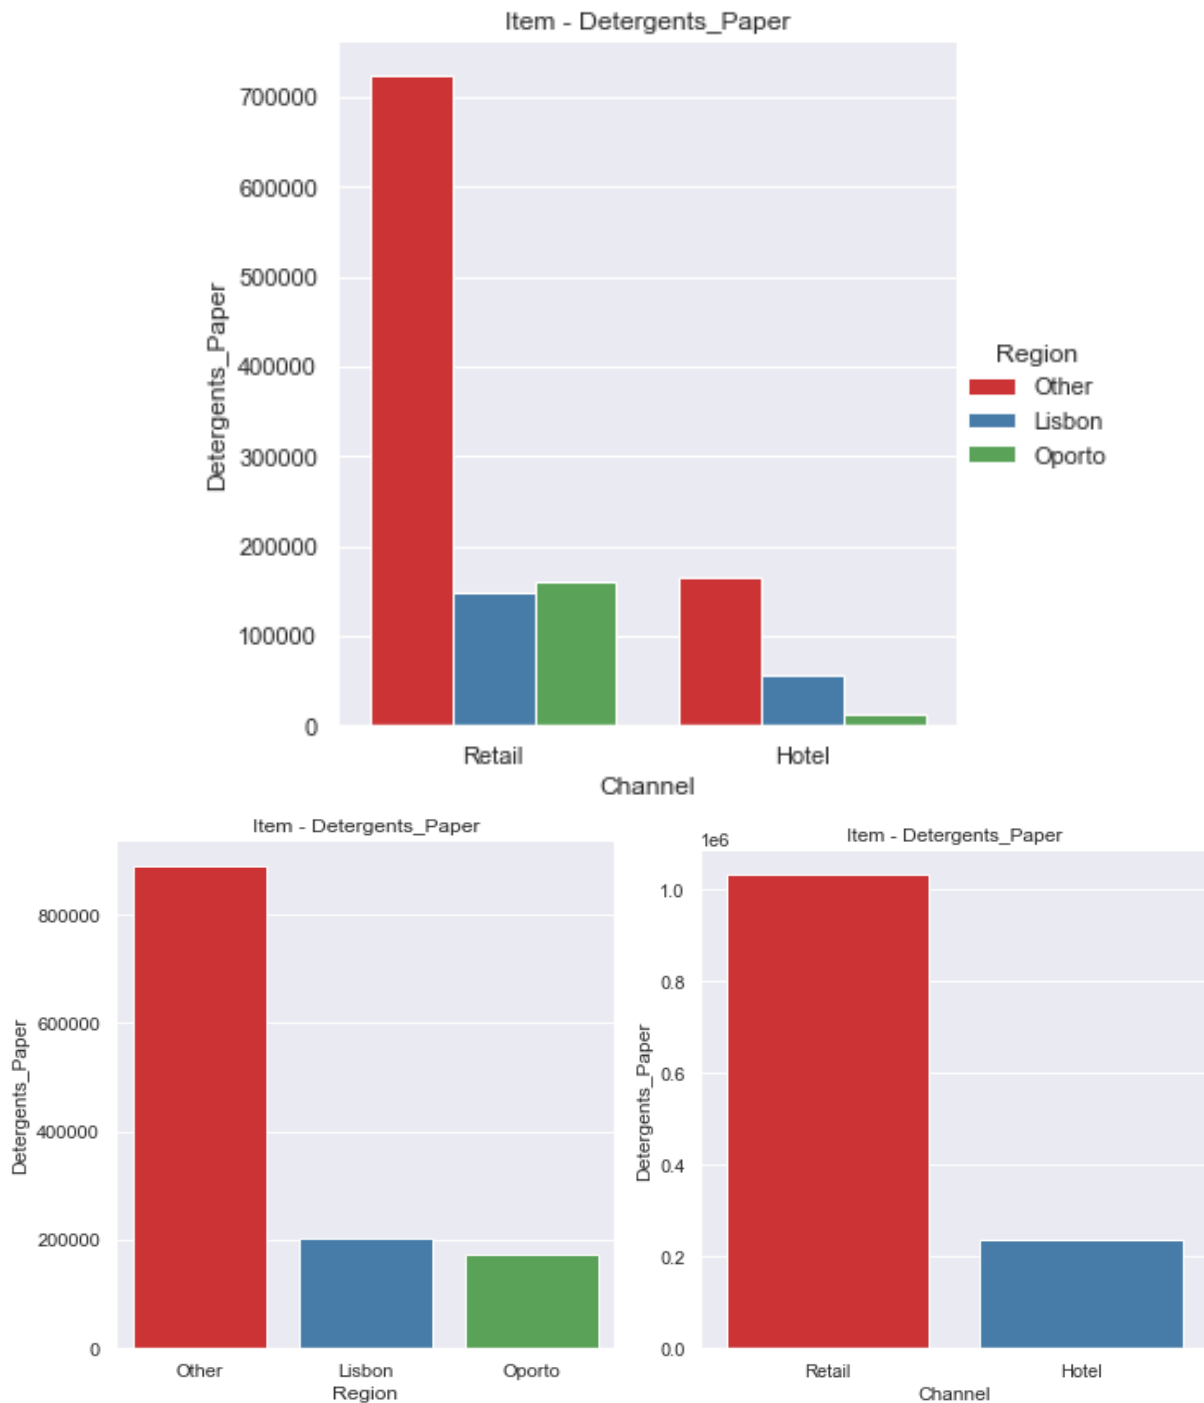 Item - Detergents_Paper
700000
600000
500000
400000
300000
200000
100000
0
Detergents_Paper
Retail
Hotel
Channel
Region
Other
Lisbon
Oporto
Item - Detergents_Paper
800000
600000
400000
200000
0
Detergents_Paper
Other
Lisbon
Oporto
Region
1e6
Item - Detergents_Paper
1.0
0.8
0.6
0.4
0.2
0.0
Detergents_Paper
Retail
Hotel
Channel